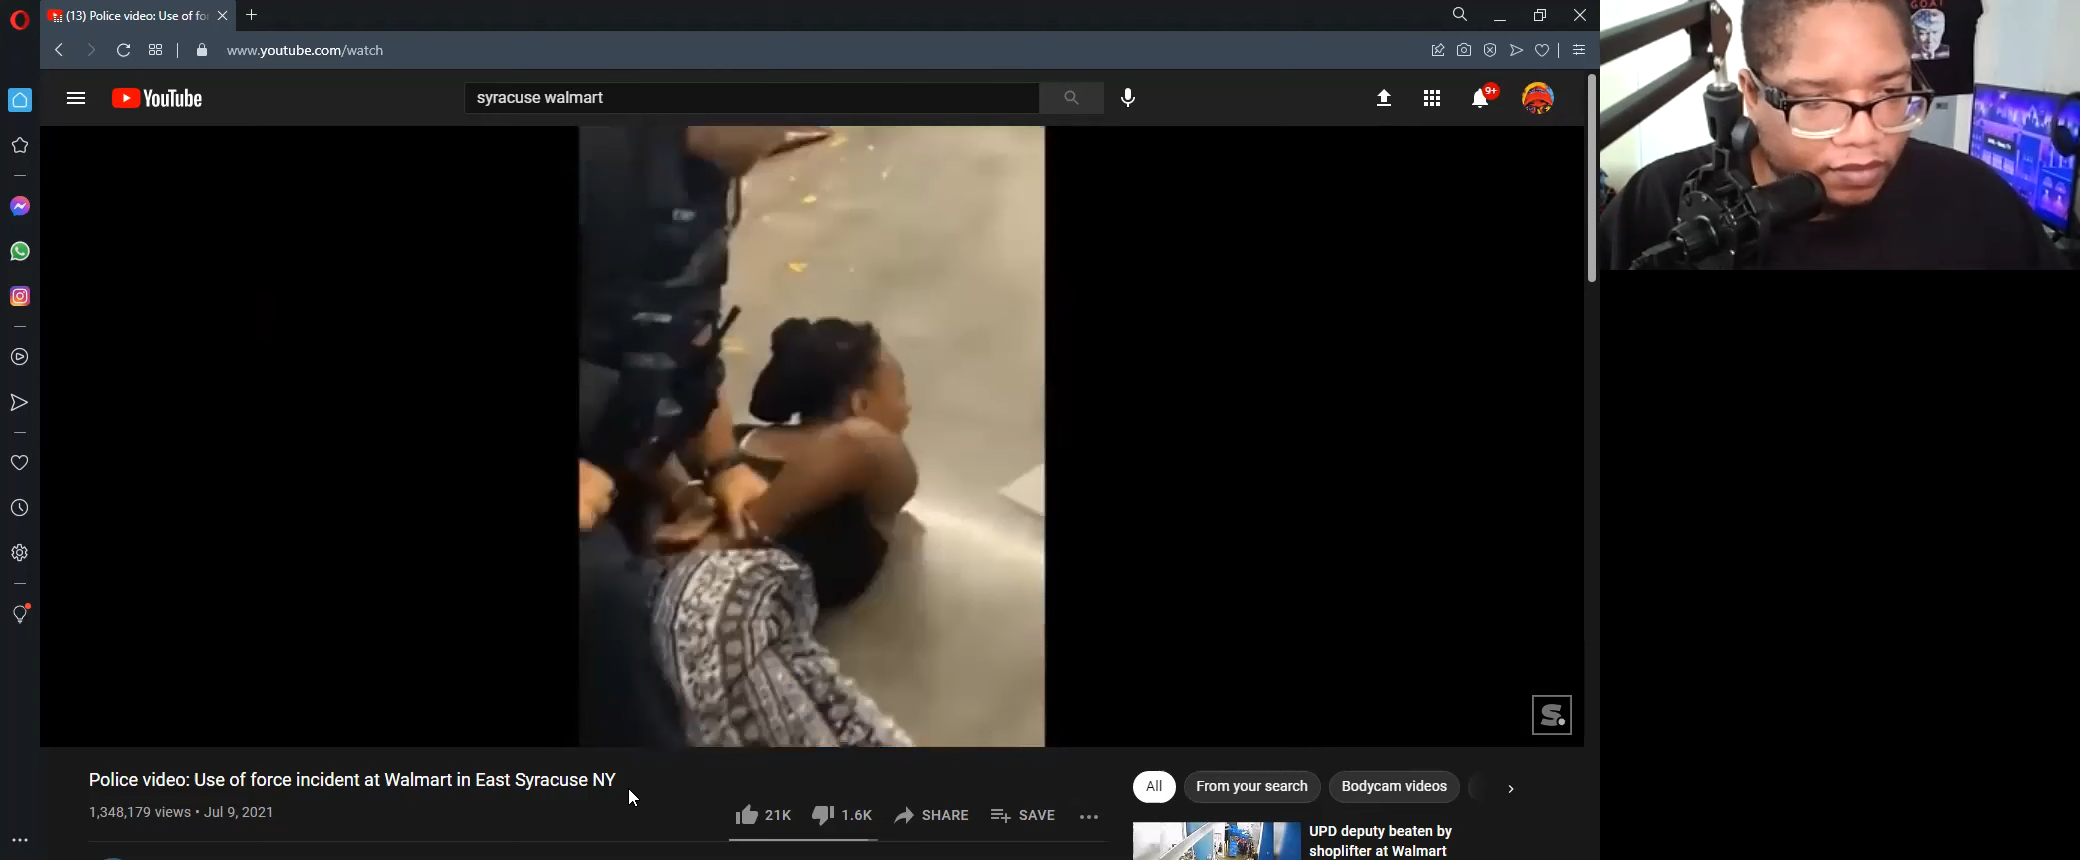 (13) Police video: Use of fo
www.youtube.com/watch
YouTube
syracuse walmart
9+
GOAT
S.
Police video: Use of force incident at Walmart in East Syracuse NY
1,348,179 views • Jul 9, 2021
21K
1.6K
SHARE
SAVE
All
From your search
Bodycam videos
UPD deputy beaten by
shoplifter at Walmart